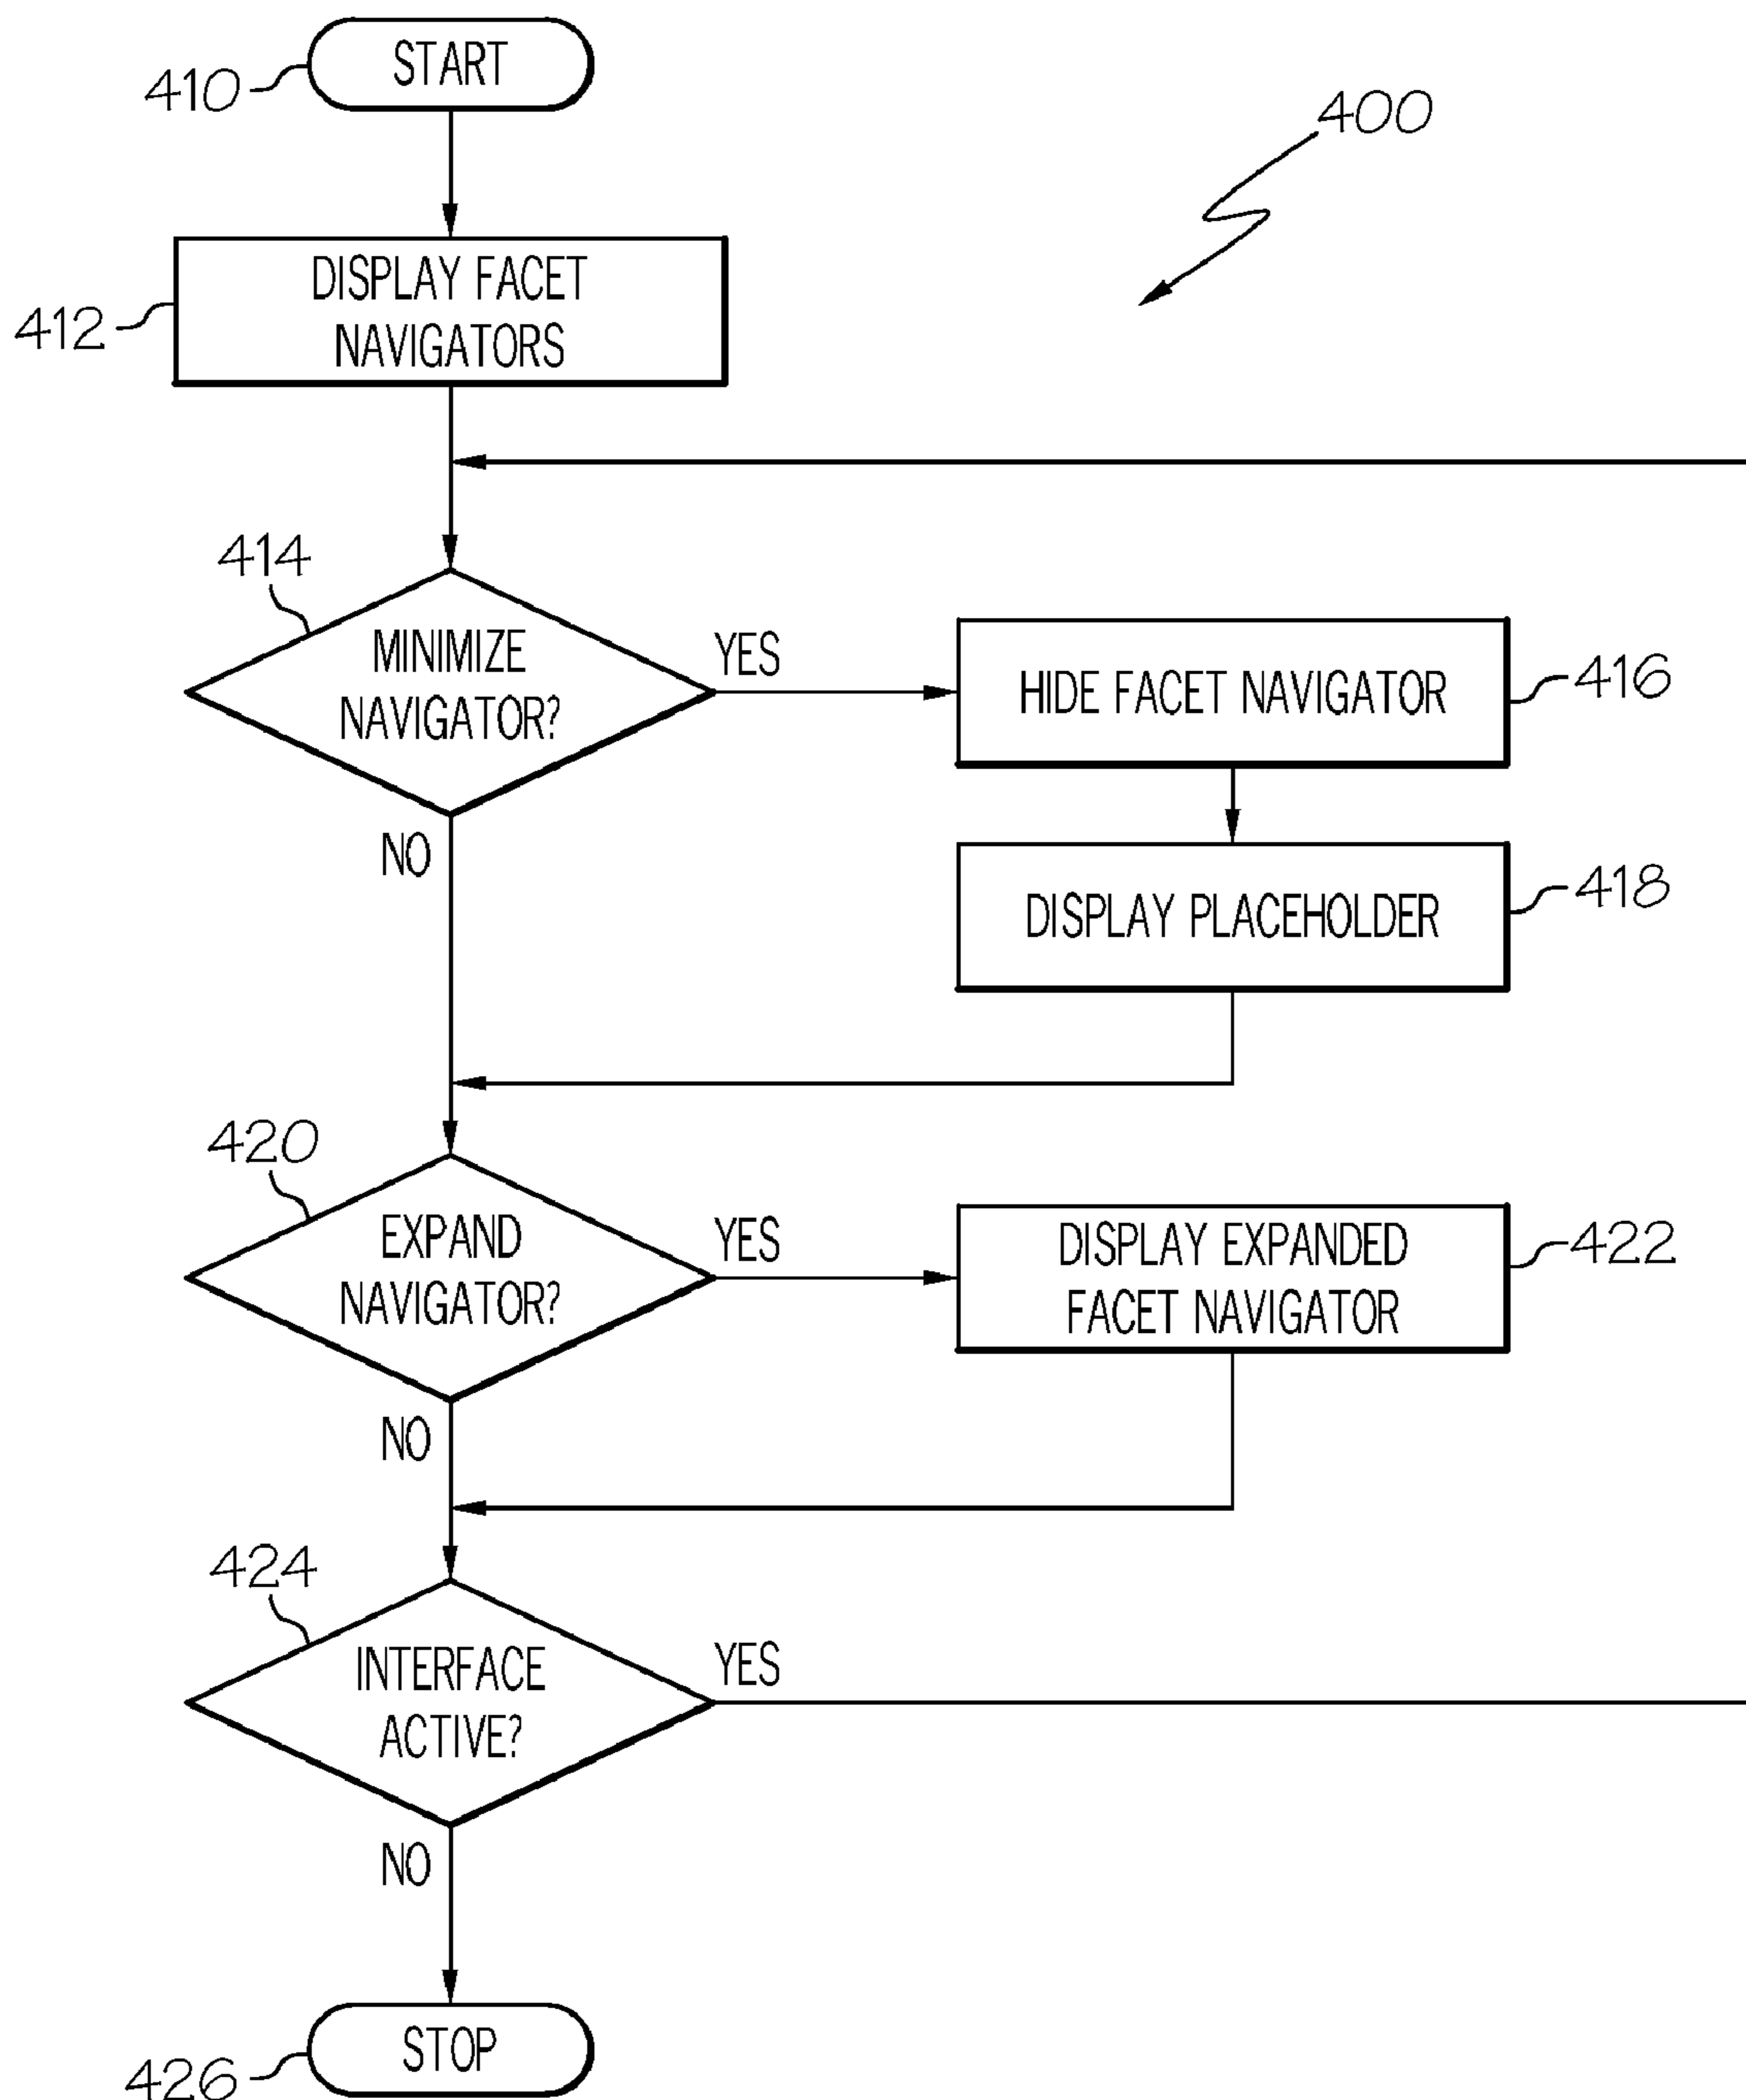 START
410
400
DISPLAY FACET
NAVIGATORS
412
414
MINIMIZE
NAVIGATOR?
YES
HIDE FACET NAVIGATOR
416
NO
DISPLAY PLACEHOLDER
418
420
EXPAND
NAVIGATOR?
YES
DISPLAY EXPANDED
FACET NAVIGATOR
422
NO
424
INTERFACE
ACTIVE?
YES
NO
STOP
426